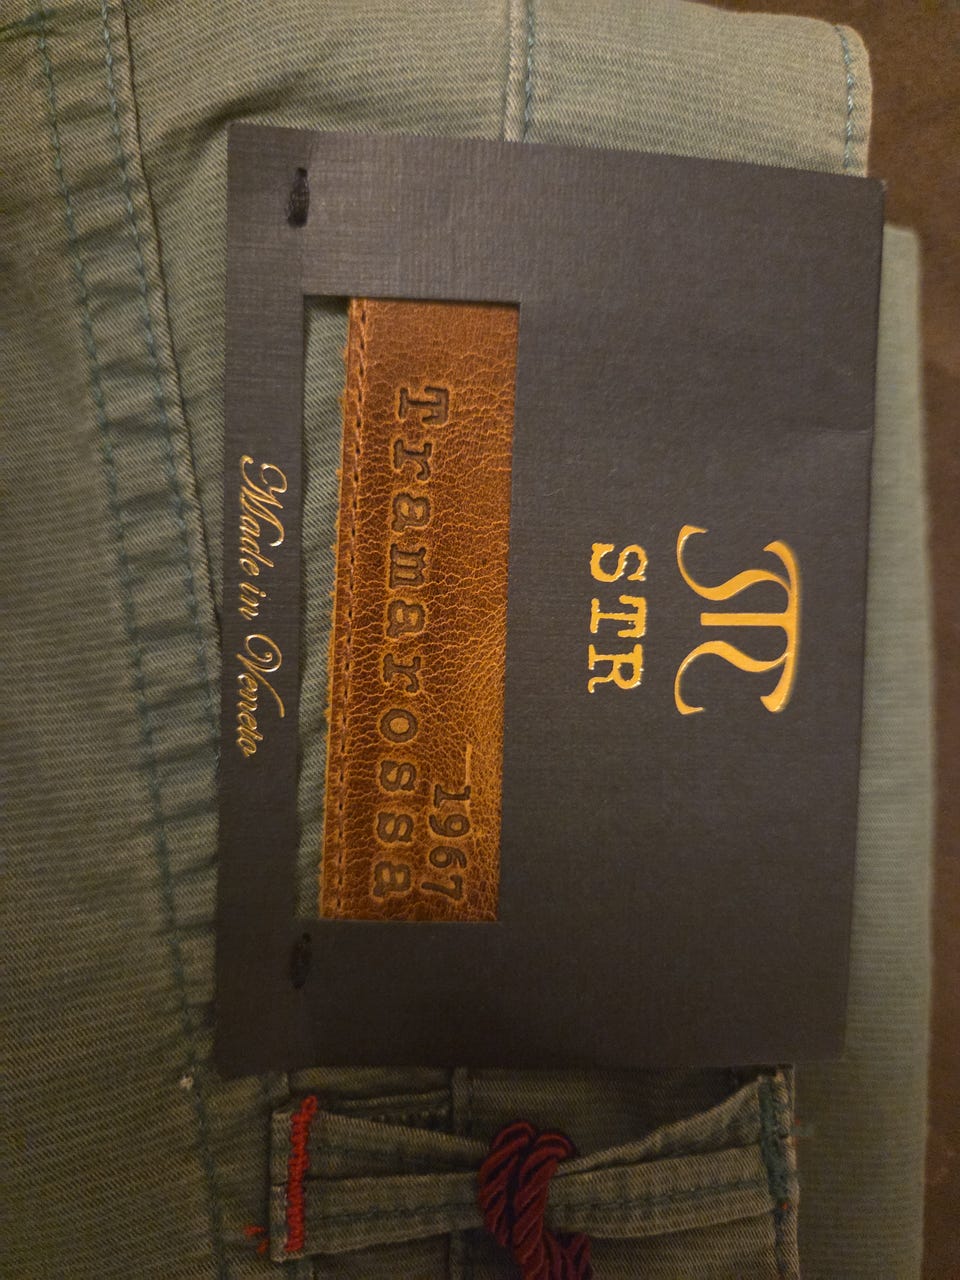 STR
1967
Tramarossa
Made in Veneto